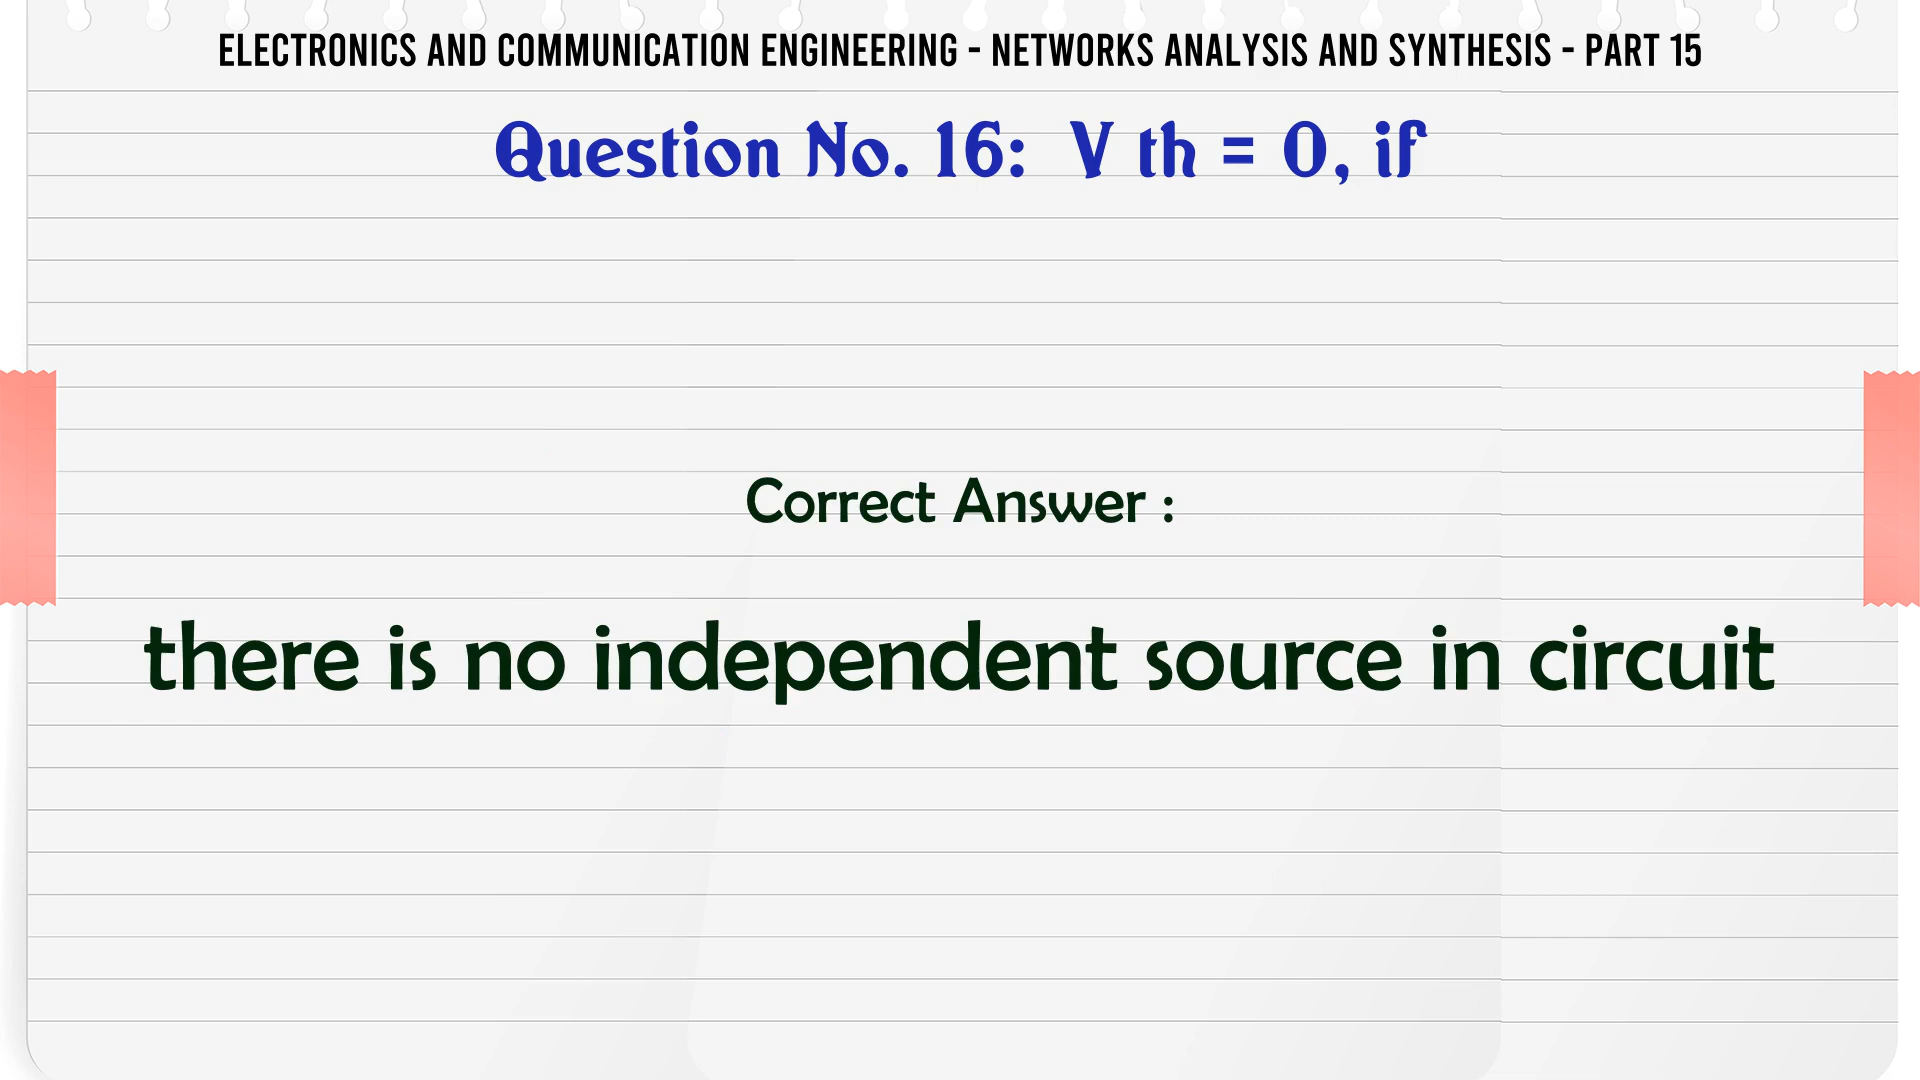 ELECTRONICS AND COMMUNICATION ENGINEERING - NETWORKS ANALYSIS AND SYNTHESIS - PART 15
Question No. 16: V th = 0, if
Correct Answer :
there is no independent source in circuit